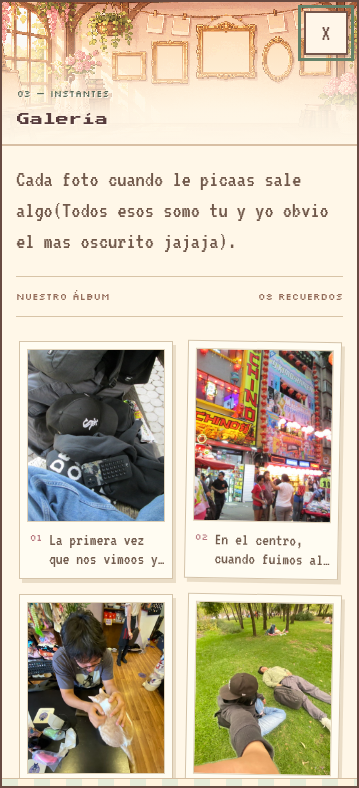 X
03 — INSTANTES
Galería
Cada foto cuando le picaas sale
algo(Todos esos somo tu y yo obvio
el mas oscurito jajaja).
NUESTRO ÁLBUM
08 RECUERDOS
01 La primera vez
que nos vimoos y…
02 En el centro,
cuando fuimos al…